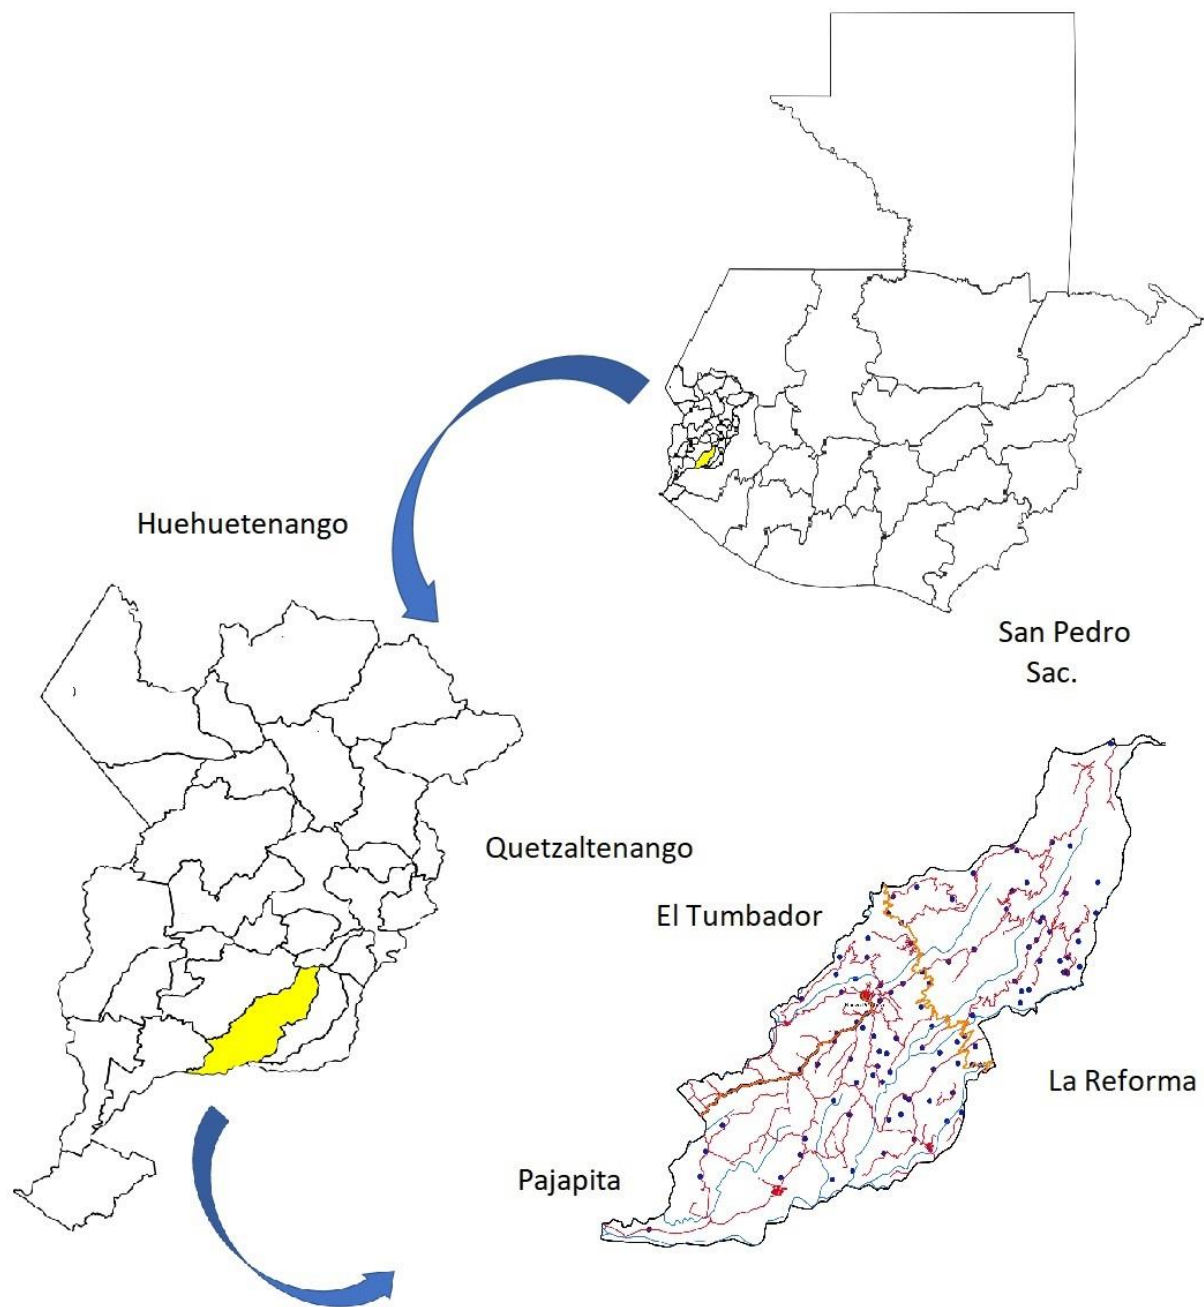 Huehuetenango
San Pedro
Sac.
Quetzaltenango
El Tumbador
La Reforma
Pajapita